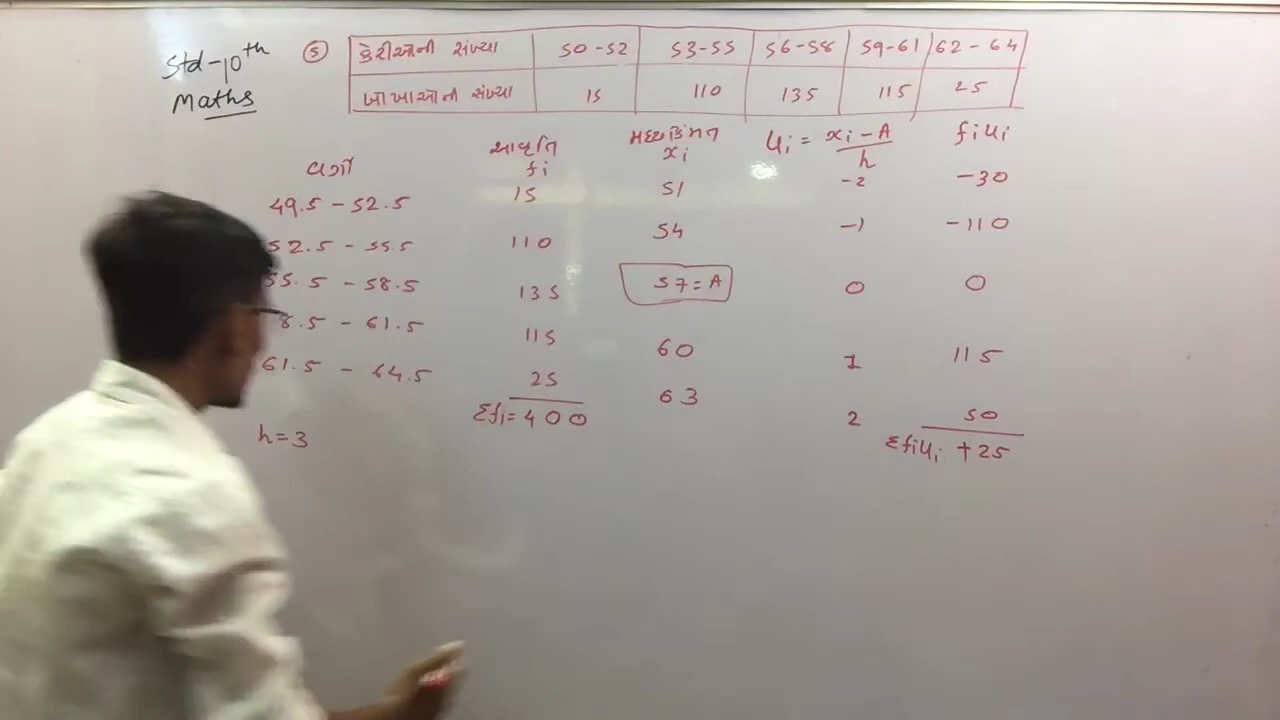 Std-10th
Maths
⑤ કેરીઓની સંખ્યા 50-52 53-55 56-58 59-61 62-64
ખોખાઓની સંખ્યા 15 110 135 115 25
વર્ગો આવૃત્તિ fi મધ્યકિંમત xi ui = xi-A/h fiui
49.5 - 52.5 15 51 -2 -30
52.5 - 55.5 110 54 -1 -110
55.5 - 58.5 135 57=A 0 0
8.5 - 61.5 115 60 1 115
61.5 - 64.5 25 63 2 50
Σfi=400 Σfiui +25
h=3